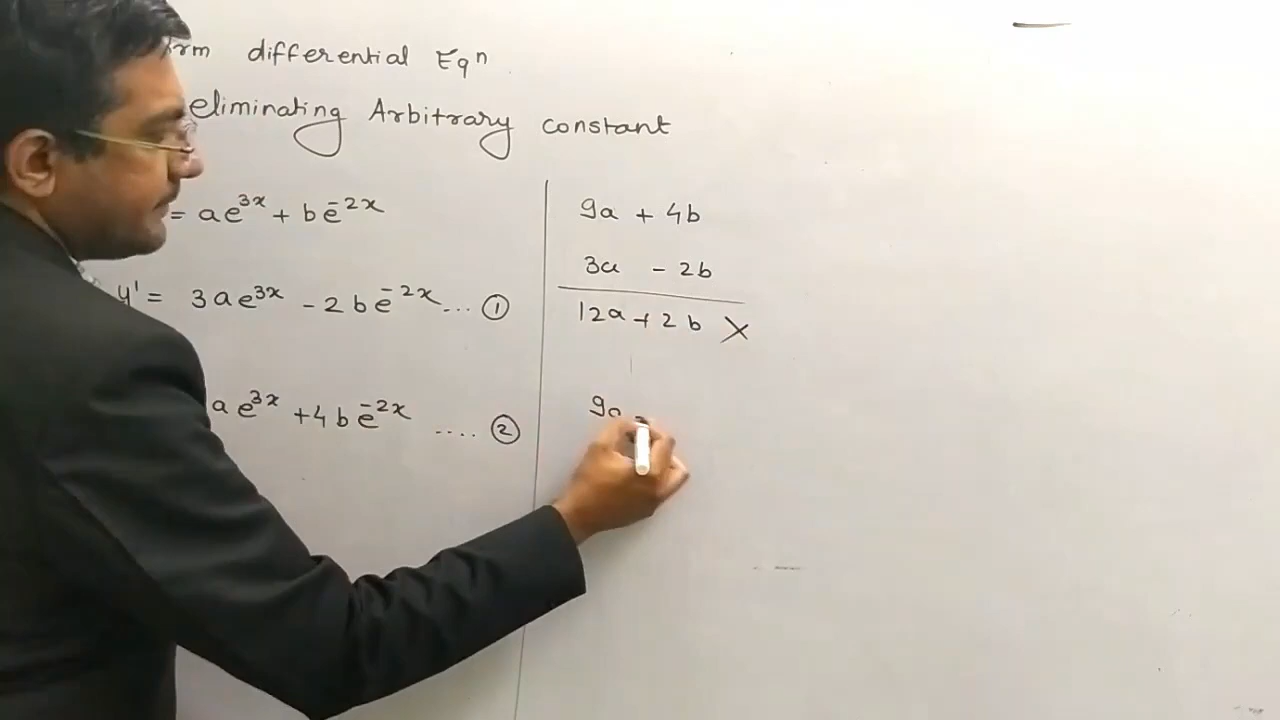 rm differential Eqⁿ
eliminating Arbitrary constant
= ae^{3x} + be^{-2x}
y' = 3ae^{3x} - 2be^{-2x} ... ①
ae^{3x} + 4be^{-2x} .... ②
9a + 4b
3a - 2b
12a + 2b X
9a